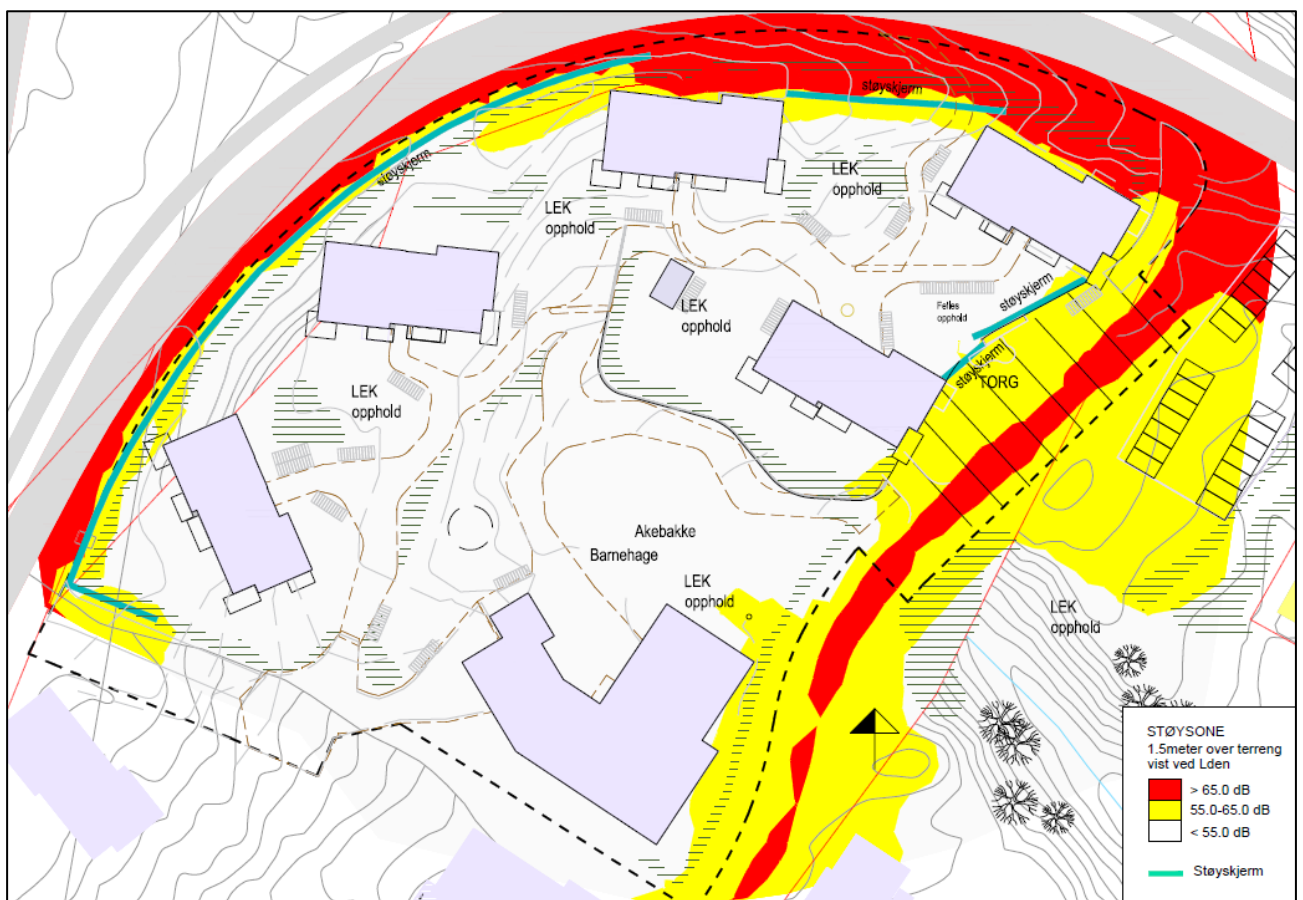 støyskjerm
støyskjerm
LEK
opphold
LEK
opphold
støyskjerm
LEK
opphold
Felles
opphold
støyskjerm
TORG
LEK
opphold
Akebakke
Barnehage
LEK
opphold
LEK
opphold
STØYSONE
1.5meter over terreng
vist ved Lden
> 65.0 dB
55.0-65.0 dB
< 55.0 dB
Støyskjerm